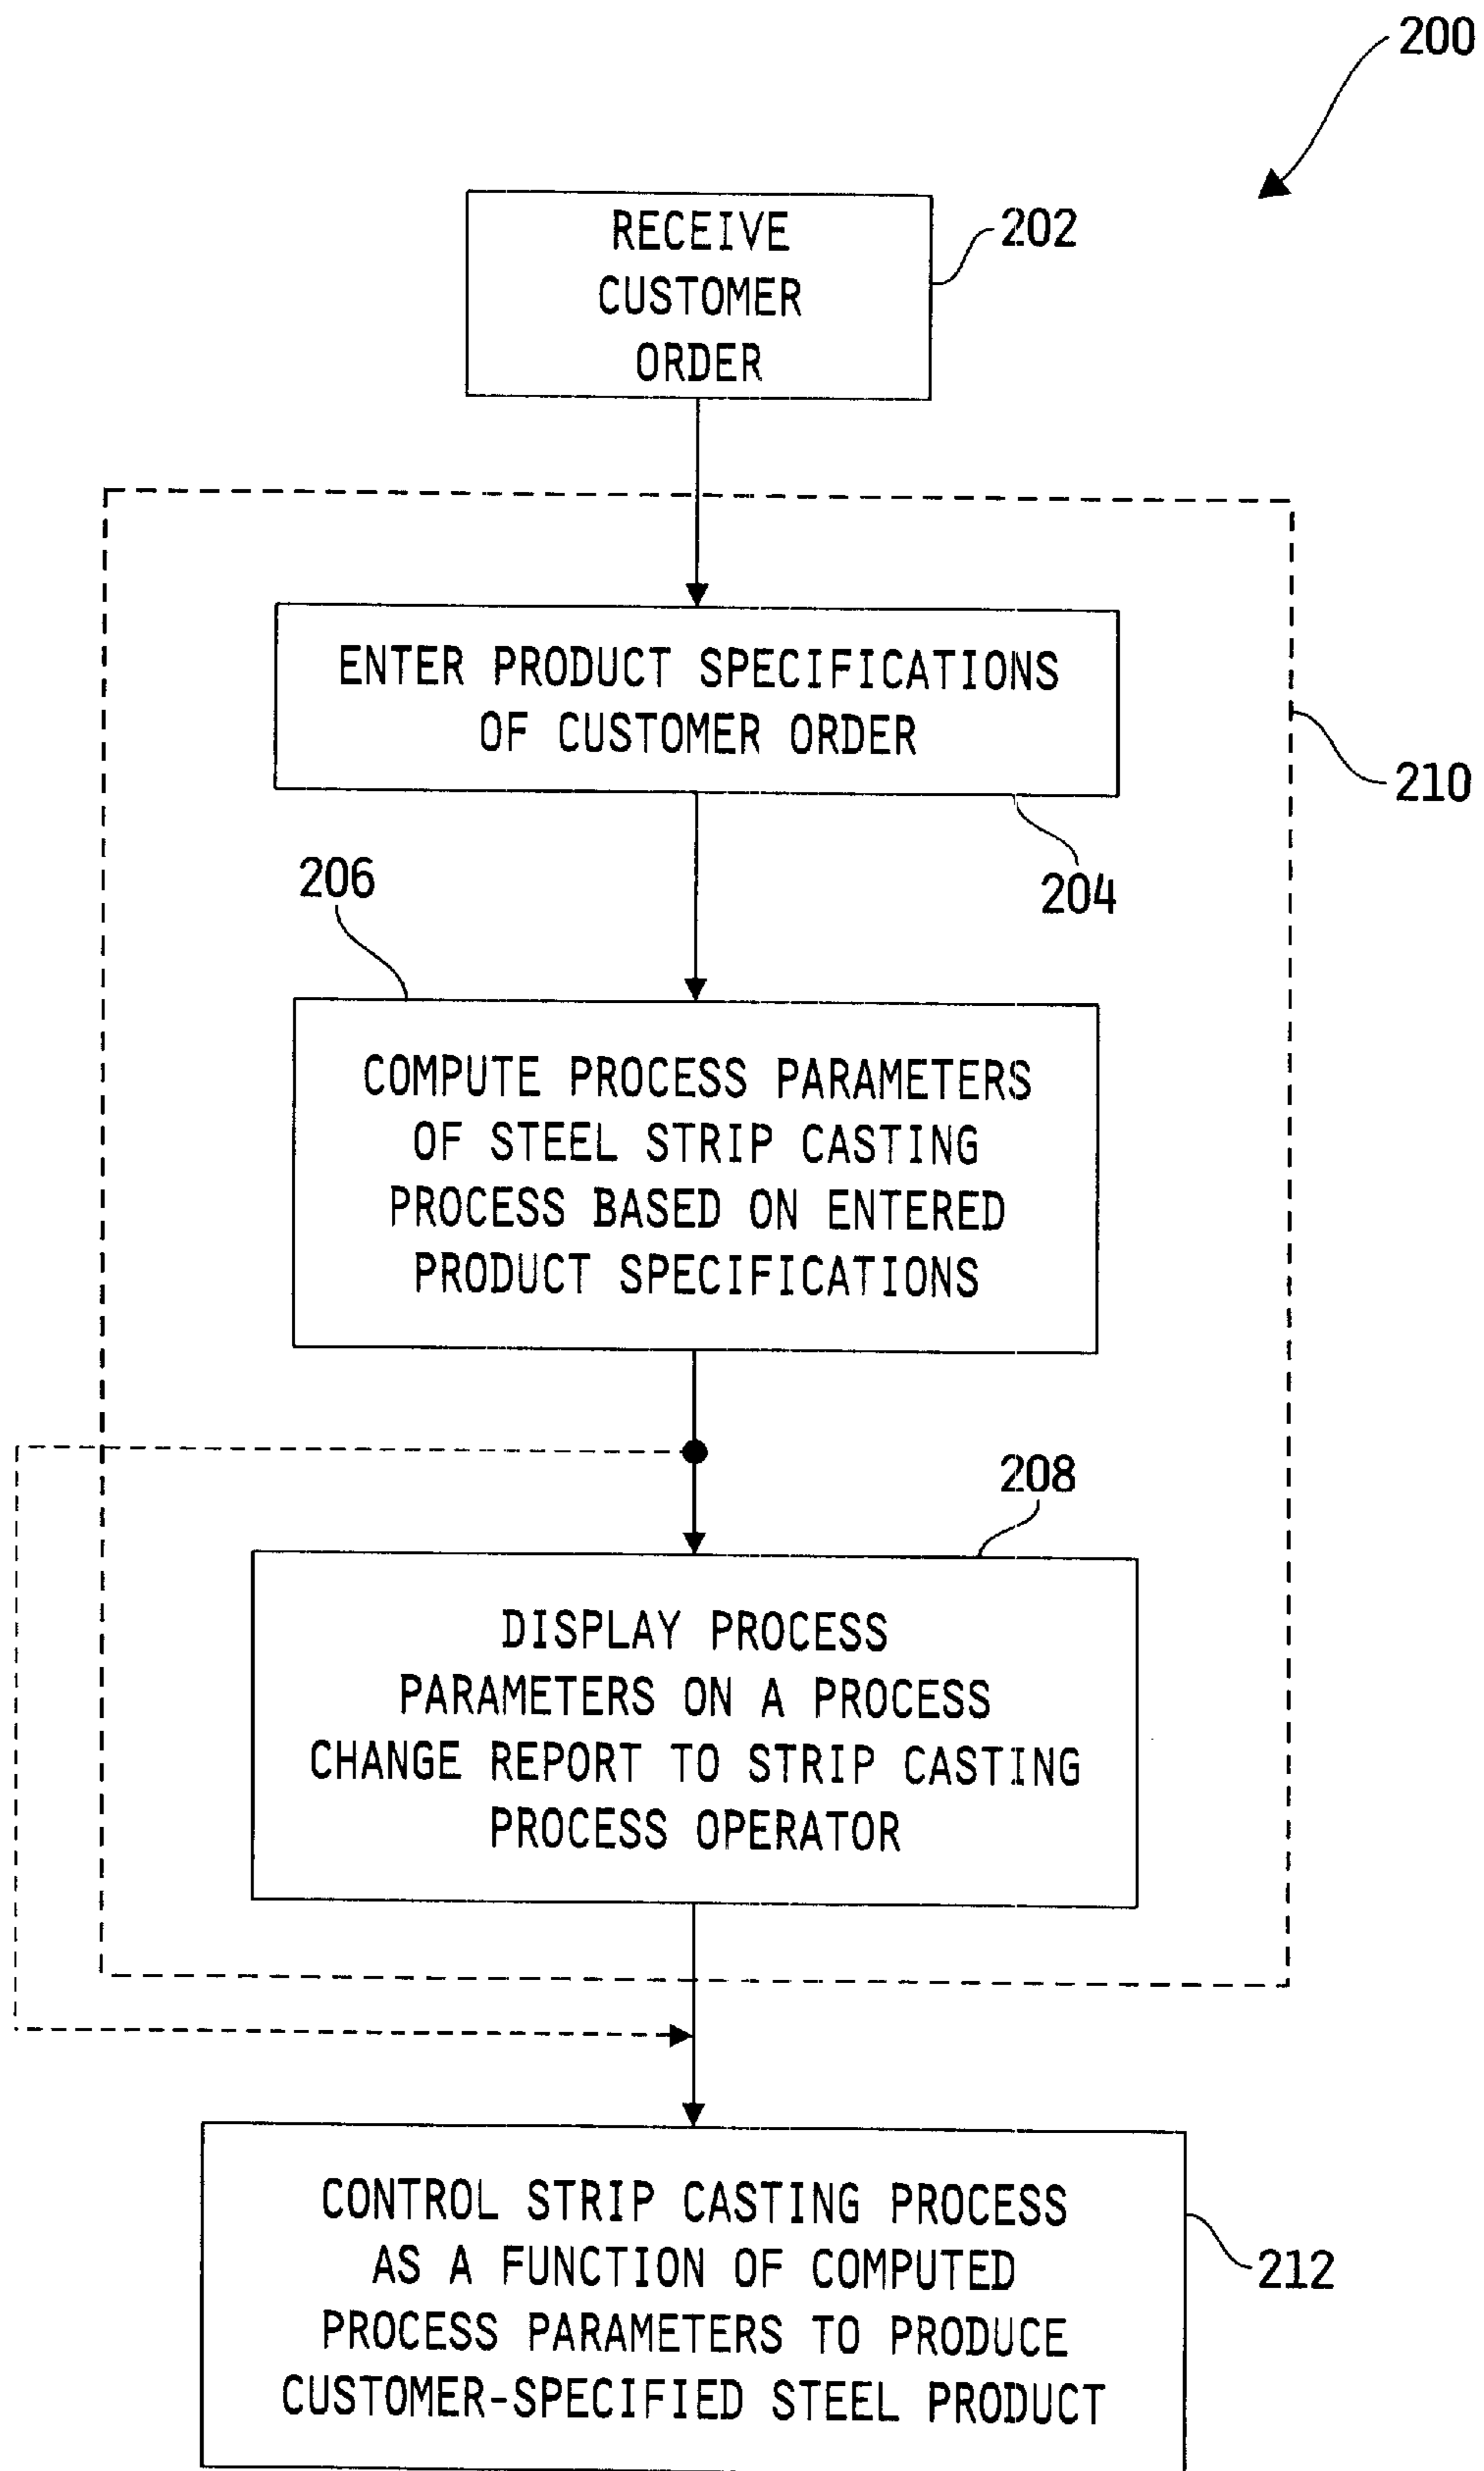 200
RECEIVE
CUSTOMER
ORDER
202
ENTER PRODUCT SPECIFICATIONS
OF CUSTOMER ORDER
210
204
206
COMPUTE PROCESS PARAMETERS
OF STEEL STRIP CASTING
PROCESS BASED ON ENTERED
PRODUCT SPECIFICATIONS
208
DISPLAY PROCESS
PARAMETERS ON A PROCESS
CHANGE REPORT TO STRIP CASTING
PROCESS OPERATOR
CONTROL STRIP CASTING PROCESS
AS A FUNCTION OF COMPUTED
PROCESS PARAMETERS TO PRODUCE
CUSTOMER-SPECIFIED STEEL PRODUCT
212